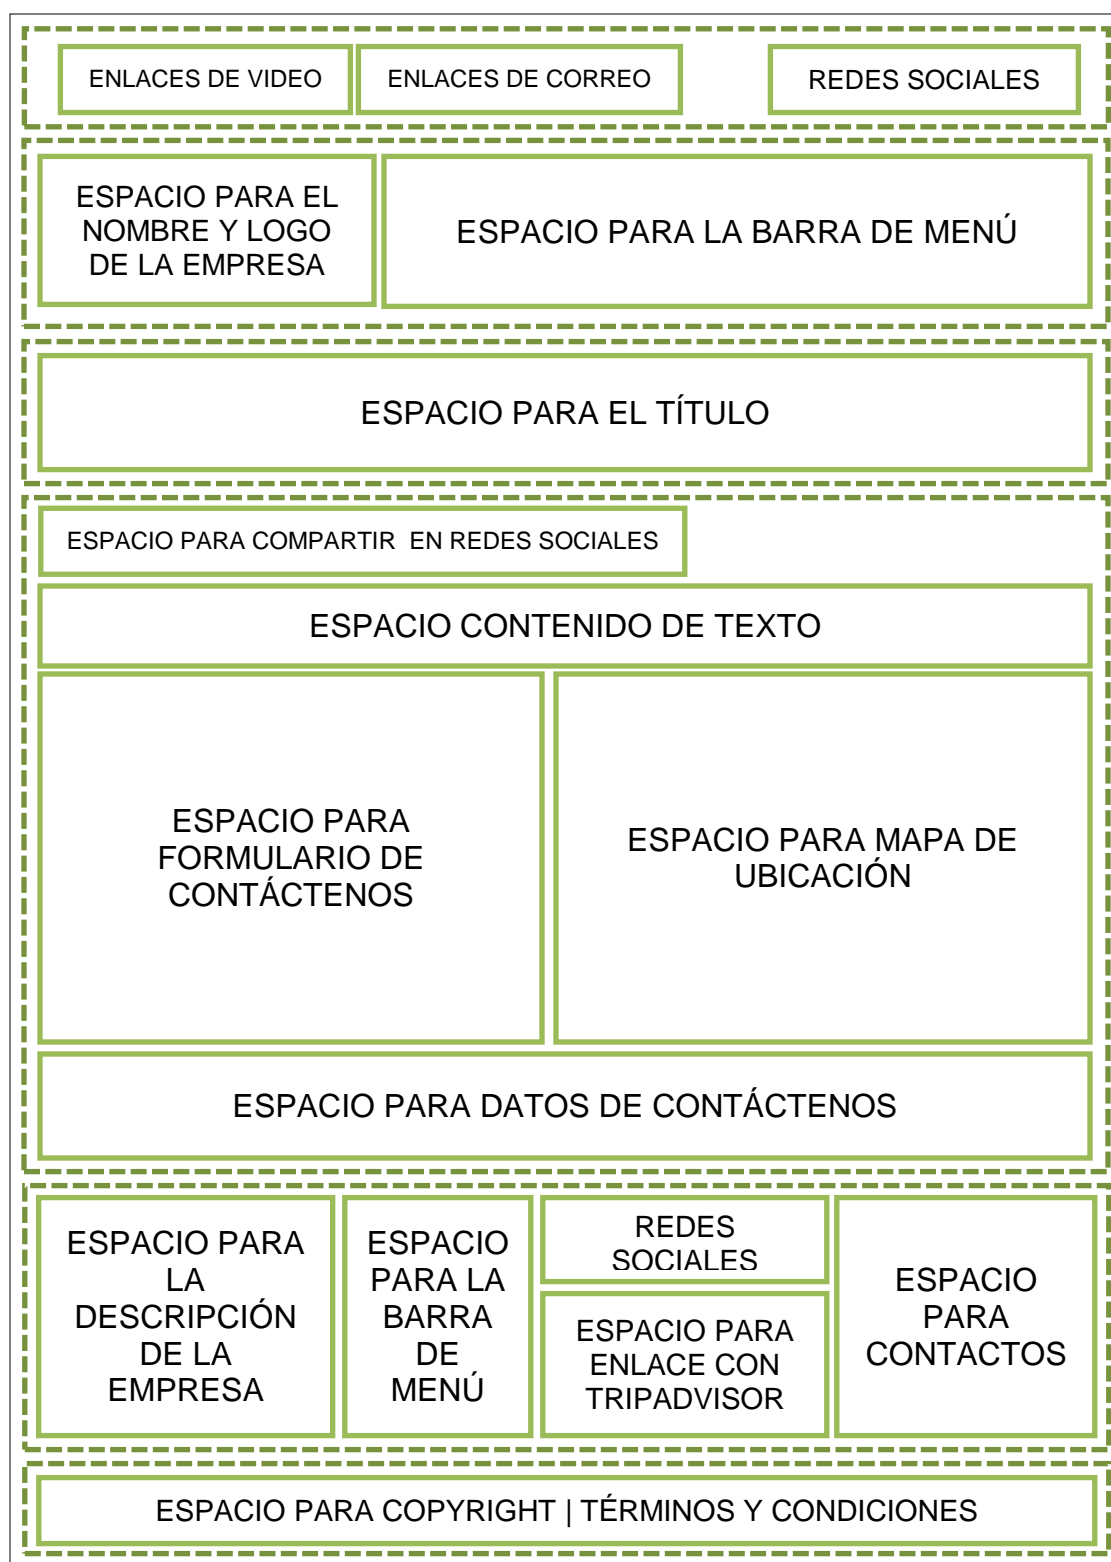 ENLACES DE VIDEO
ENLACES DE CORREO
REDES SOCIALES
ESPACIO PARA EL
NOMBRE Y LOGO
DE LA EMPRESA
ESPACIO PARA LA BARRA DE MENÚ
ESPACIO PARA EL TÍTULO
ESPACIO PARA COMPARTIR EN REDES SOCIALES
ESPACIO CONTENIDO DE TEXTO
ESPACIO PARA
FORMULARIO DE
CONTÁCTENOS
ESPACIO PARA MAPA DE
UBICACIÓN
ESPACIO PARA DATOS DE CONTÁCTENOS
ESPACIO PARA
LA
DESCRIPCIÓN
DE LA
EMPRESA
ESPACIO
PARA LA
BARRA
DE
MENÚ
REDES
SOCIALES
ESPACIO PARA
ENLACE CON
TRIPADVISOR
ESPACIO
PARA
CONTACTOS
ESPACIO PARA COPYRIGHT | TÉRMINOS Y CONDICIONES